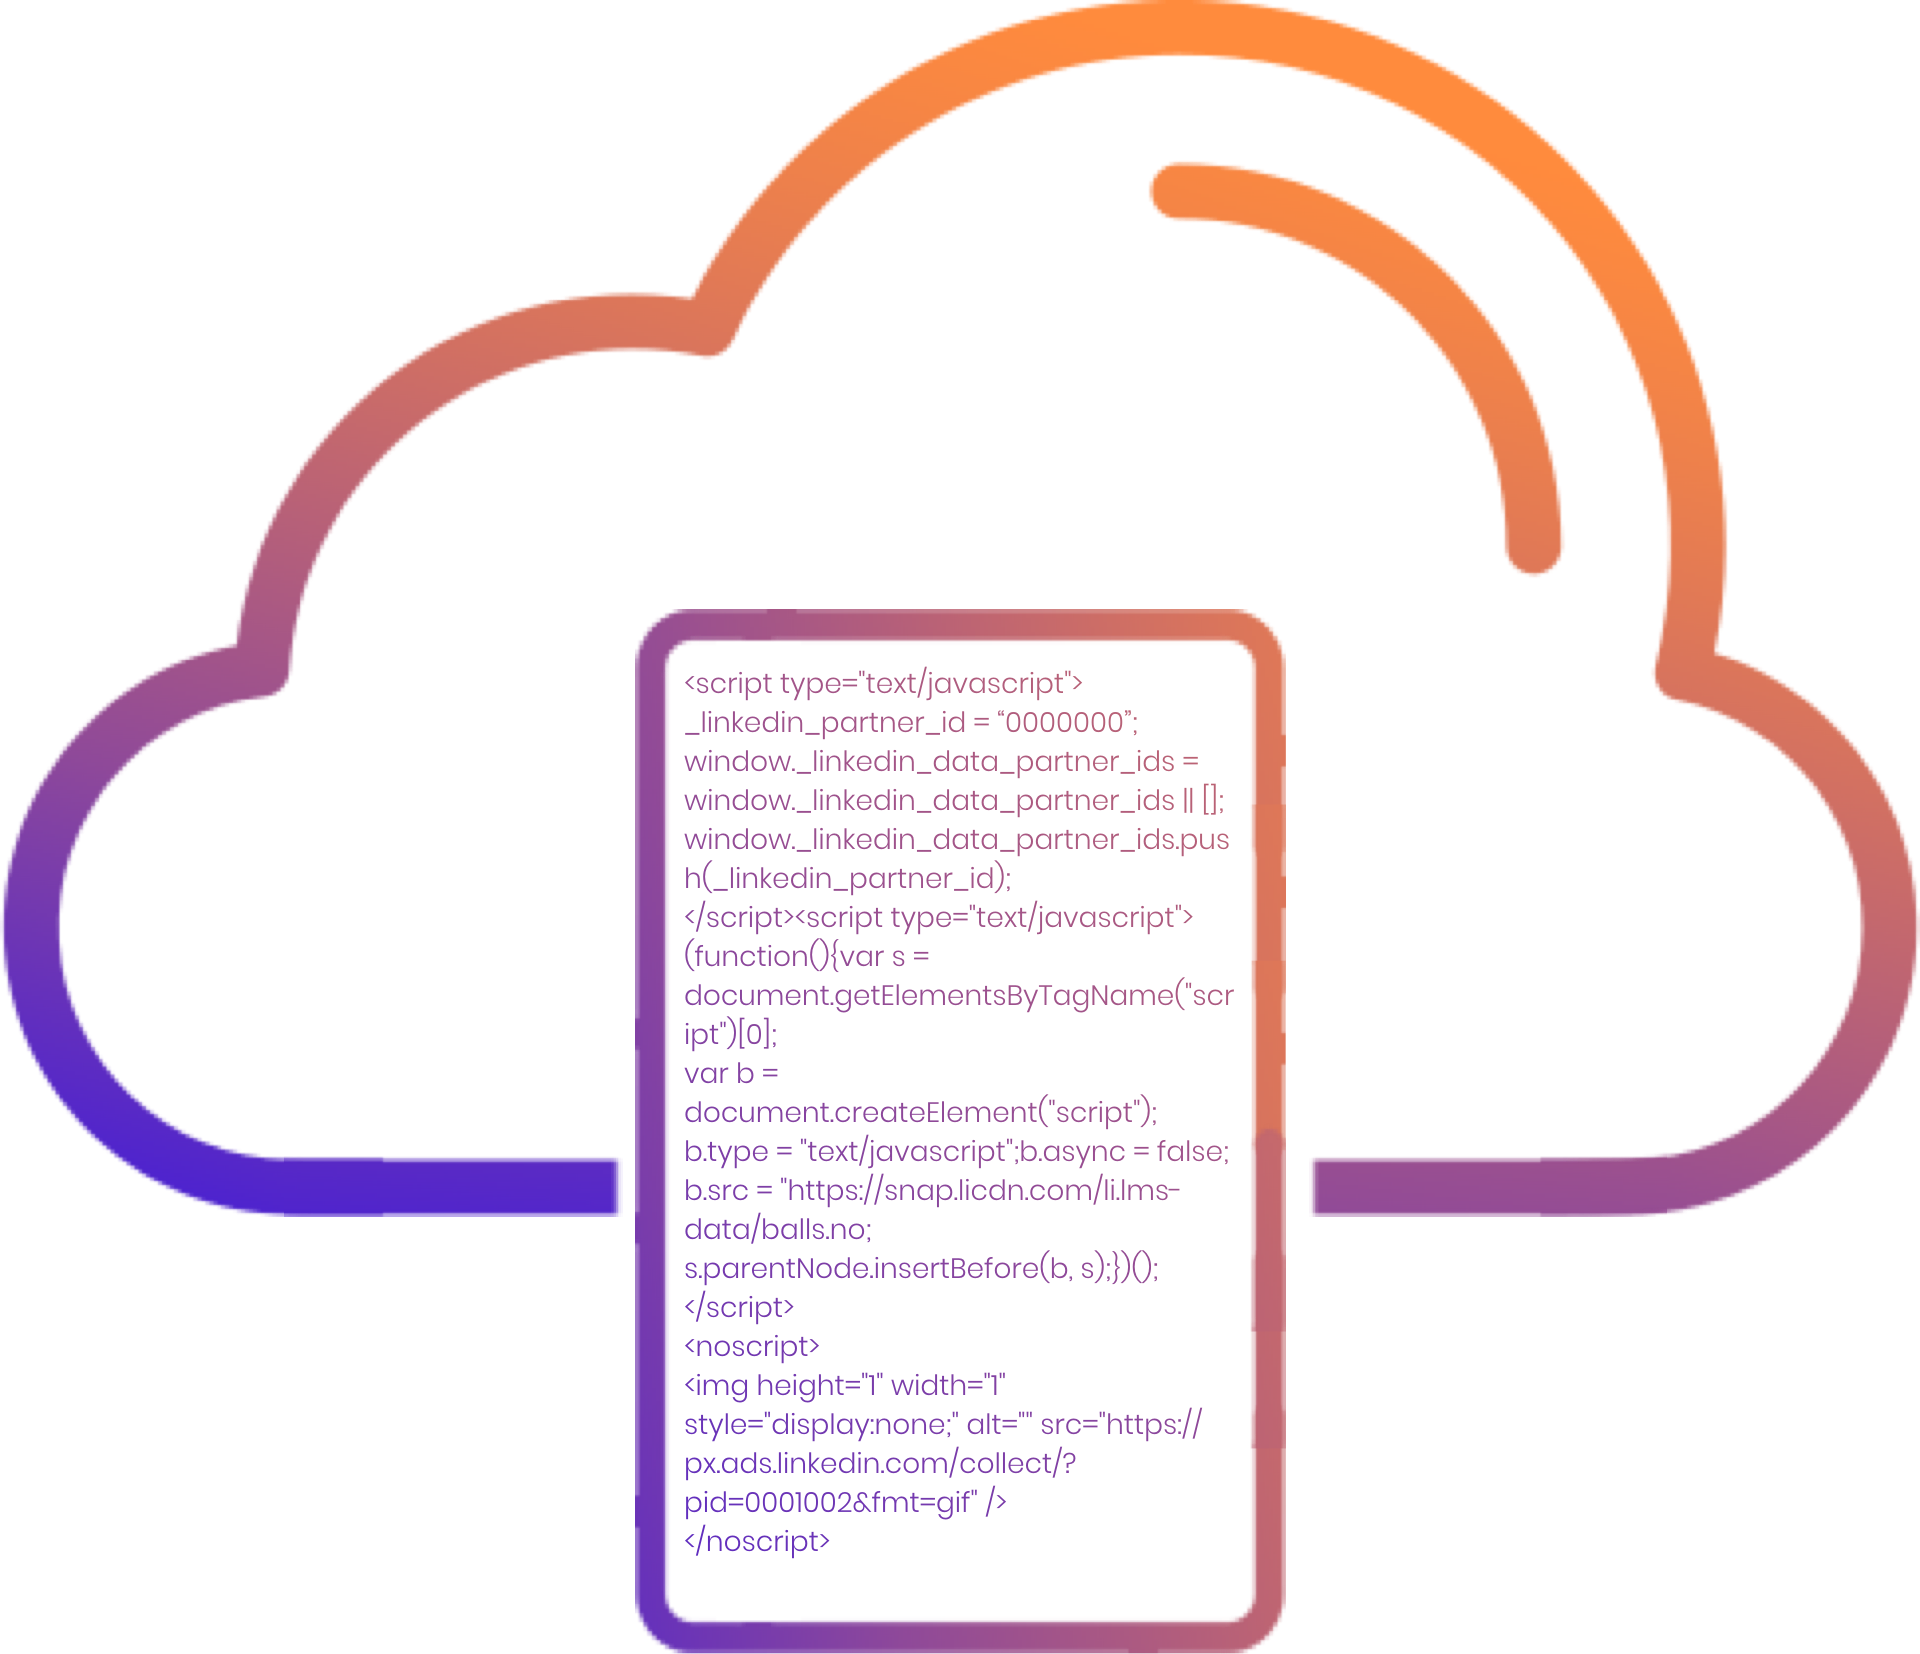 <script type="text/javascript">
_linkedin_partner_id = “0000000”;
window._linkedin_data_partner_ids =
window._linkedin_data_partner_ids || [];
window._linkedin_data_partner_ids.pus
h(_linkedin_partner_id);
</script><script type="text/javascript">
(function(){var s =
document.getElementsByTagName("scr
ipt")[0];
var b =
document.createElement("script");
b.type = "text/javascript";b.async = false;
b.src = "https://snap.licdn.com/li.lms-
data/balls.no;
s.parentNode.insertBefore(b, s);})();
</script>
<noscript>
<img height="1" width="1"
style="display:none;" alt="" src="https://
px.ads.linkedin.com/collect/?
pid=0001002&fmt=gif" />
</noscript>